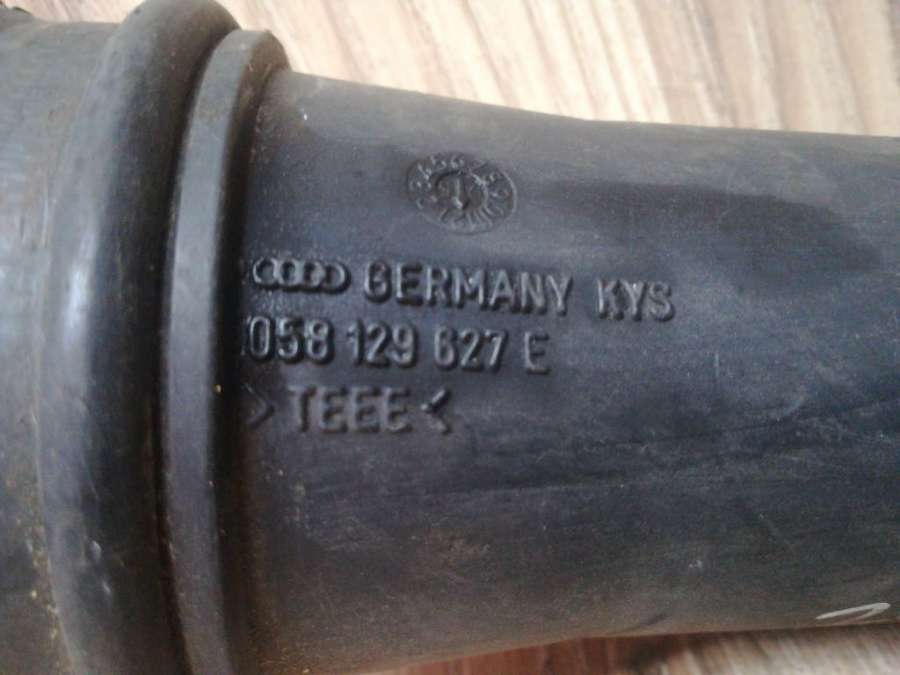 GERMANY KYS
058 129 627 E
> TEEE <